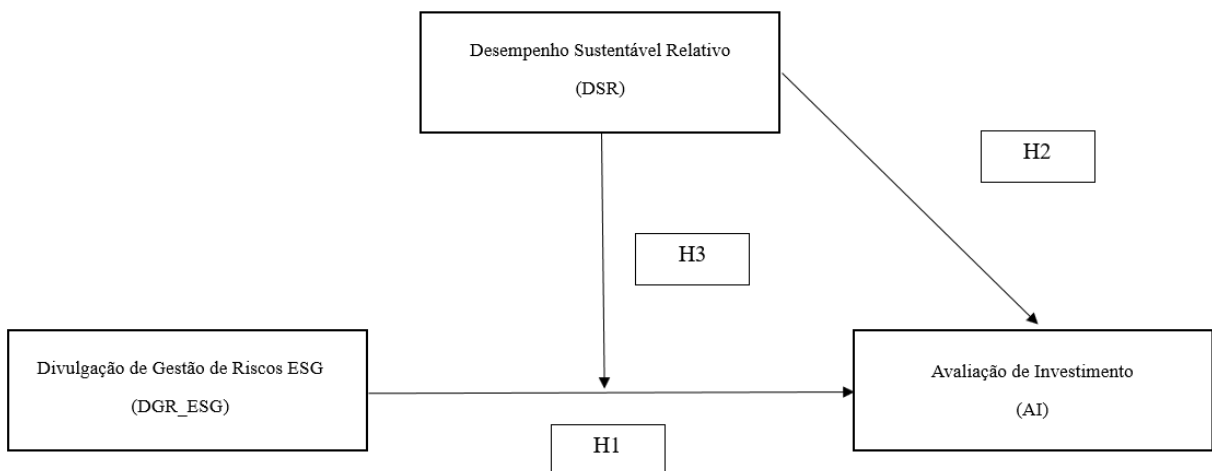 Desempenho Sustentável Relativo
(DSR)
H2
H3
Divulgação de Gestão de Riscos ESG
(DGR_ESG)
Avaliação de Investimento
(AI)
H1